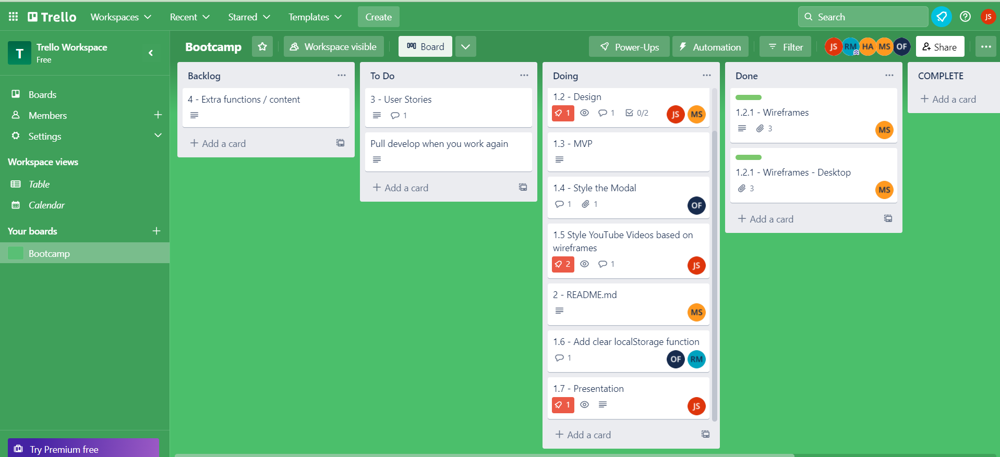 Trello
Workspaces
Recent
Starred
Templates
Create
Search
JS
T
Trello Workspace
Free
Boards
Members
Settings
Workspace views
Table
Calendar
Your boards
Bootcamp
Try Premium free
Bootcamp
Workspace visible
Board
Power-Ups
Automation
Filter
JS RM HA MS OF
Share
Backlog
4 - Extra functions / content
+ Add a card
To Do
3 - User Stories
1
Pull develop when you work again
+ Add a card
Doing
1.2 - Design
1 1 0/2 JS MS
1.3 - MVP
1.4 - Style the Modal
1 1 OF
1.5 Style YouTube Videos based on
wireframes
2 1 JS
2 - README.md
MS
1.6 - Add clear localStorage function
1 OF RM
1.7 - Presentation
1 JS
+ Add a card
Done
1.2.1 - Wireframes
3 MS
1.2.1 - Wireframes - Desktop
3 MS
+ Add a card
COMPLETE
+ Add a card